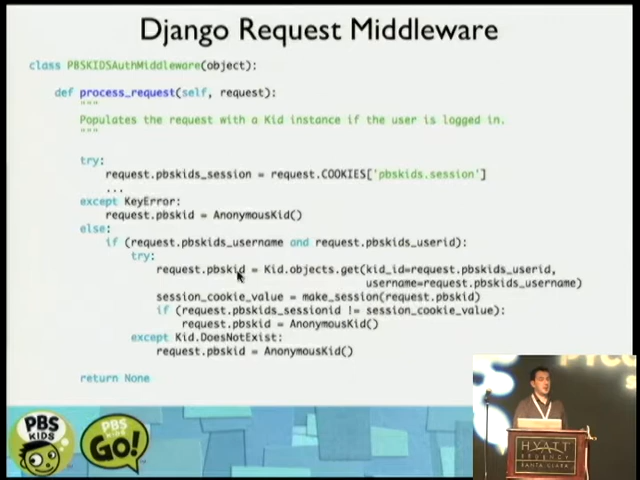 Django Request Middleware
class PBSKIDSAuthMiddleware(object):
def process_request(self, request):
"""
Populates the request with a Kid instance if the user is logged in.
"""
try:
request.pbskids_session = request.COOKIES['pbskids.session']
...
except KeyError:
request.pbskid = AnonymousKid()
else:
if (request.pbskids_username and request.pbskids_userid):
try:
request.pbskid = Kid.objects.get(kid_id=request.pbskids_userid,
username=request.pbskids_username)
session_cookie_value = make_session(request.pbskid)
if (request.pbskids_sessionid != session_cookie_value):
request.pbskid = AnonymousKid()
except Kid.DoesNotExist:
request.pbskid = AnonymousKid()
return None
PBS
KIDS
PBS
KIDS
GO!
HYATT
REGENCY
SANTA CLARA